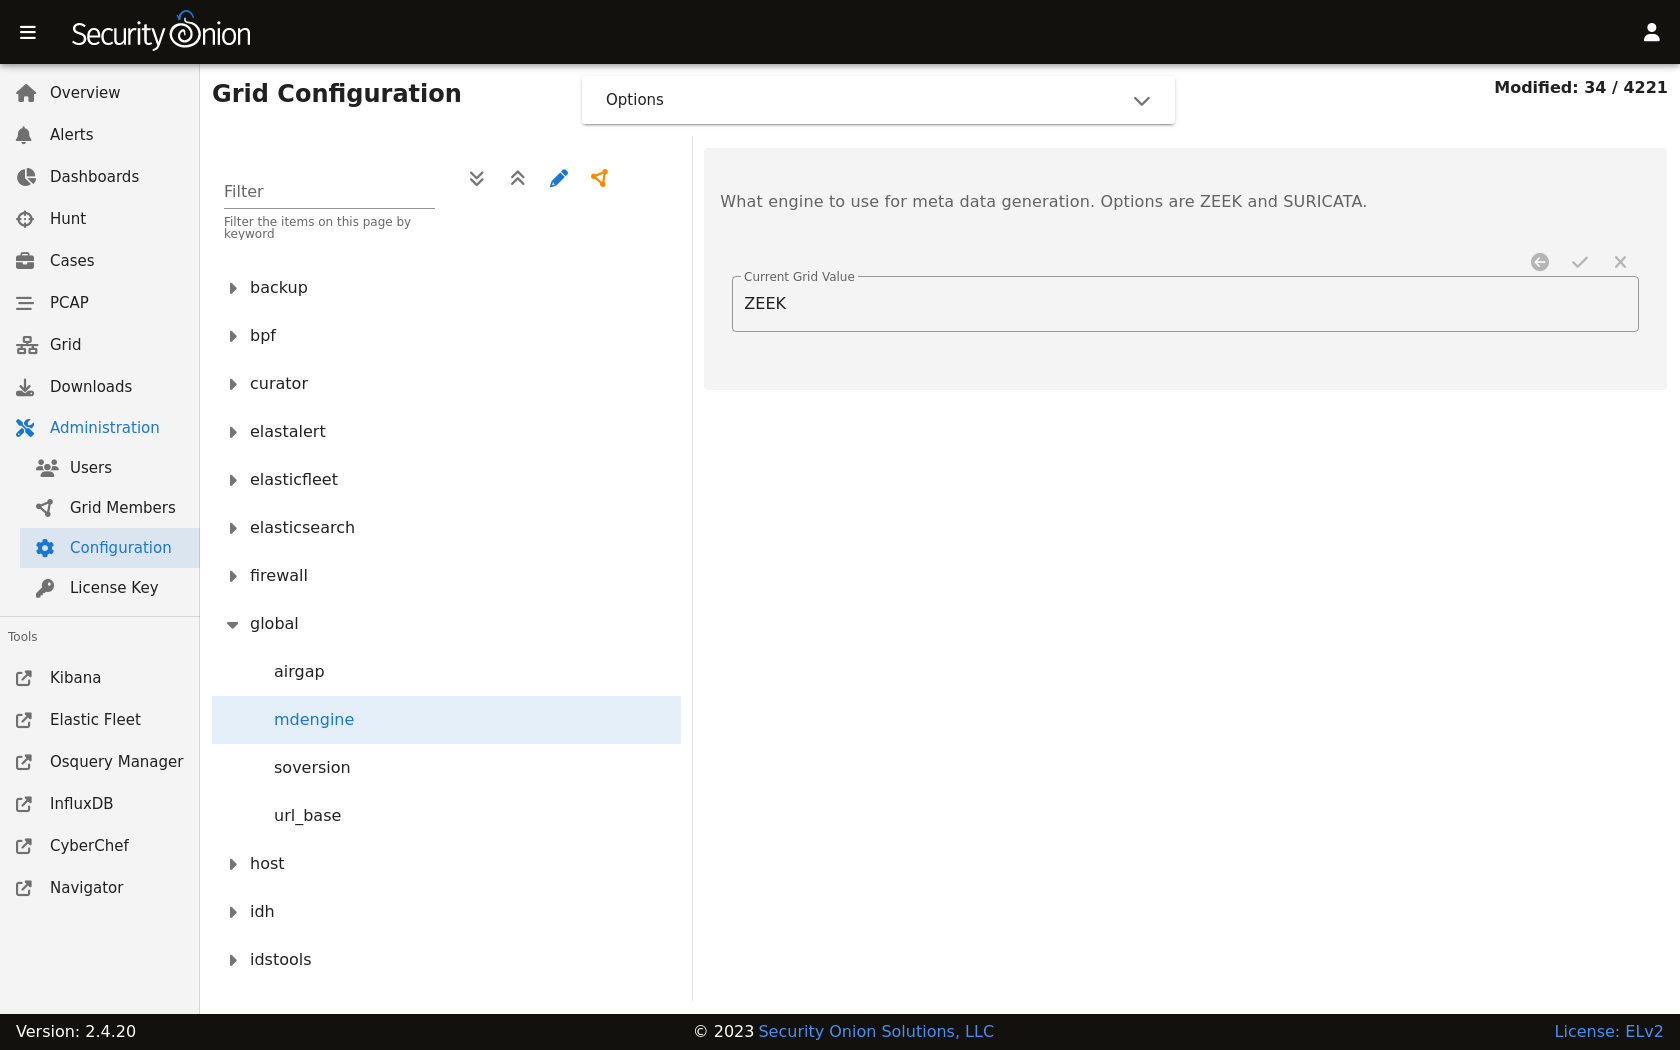 Security Onion
Overview
Alerts
Dashboards
Hunt
Cases
PCAP
Grid
Downloads
Administration
Users
Grid Members
Configuration
License Key
Tools
Kibana
Elastic Fleet
Osquery Manager
InfluxDB
CyberChef
Navigator
Grid Configuration
Options
Modified: 34 / 4221
Filter
Filter the items on this page by
keyword
backup
bpf
curator
elastalert
elasticfleet
elasticsearch
firewall
global
airgap
mdengine
soversion
url_base
host
idh
idstools
What engine to use for meta data generation. Options are ZEEK and SURICATA.
Current Grid Value
ZEEK
Version: 2.4.20
© 2023 Security Onion Solutions, LLC
License: ELv2